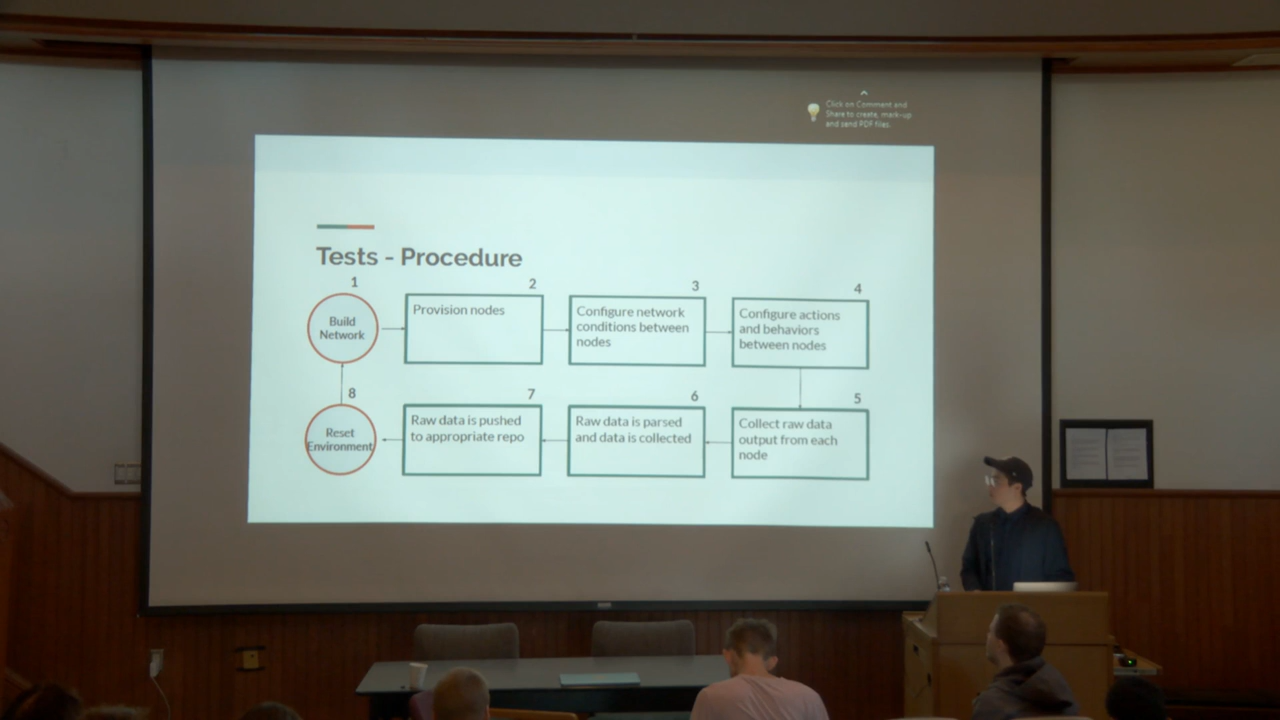 Click on Comment and
Share to create, mark-up
and send PDF files.
Tests - Procedure
1
Build
Network
2
Provision nodes
3
Configure network
conditions between
nodes
4
Configure actions
and behaviors
between nodes
5
Collect raw data
output from each
node
6
Raw data is parsed
and data is collected
7
Raw data is pushed
to appropriate repo
8
Reset
Environment